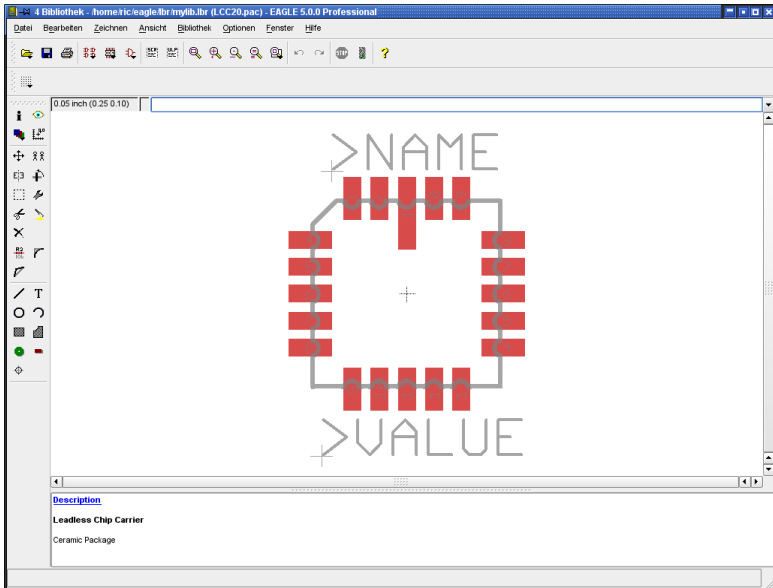 4 Bibliothek - /home/ric/eagle/lbr/mylib.lbr (LCC20.pac) - EAGLE 5.0.0 Professional
Datei Bearbeiten Zeichnen Ansicht Bibliothek Optionen Fenster Hilfe
0.05 inch (0.25 0.10)
>NAME
>VALUE
Description
Leadless Chip Carrier
Ceramic Package